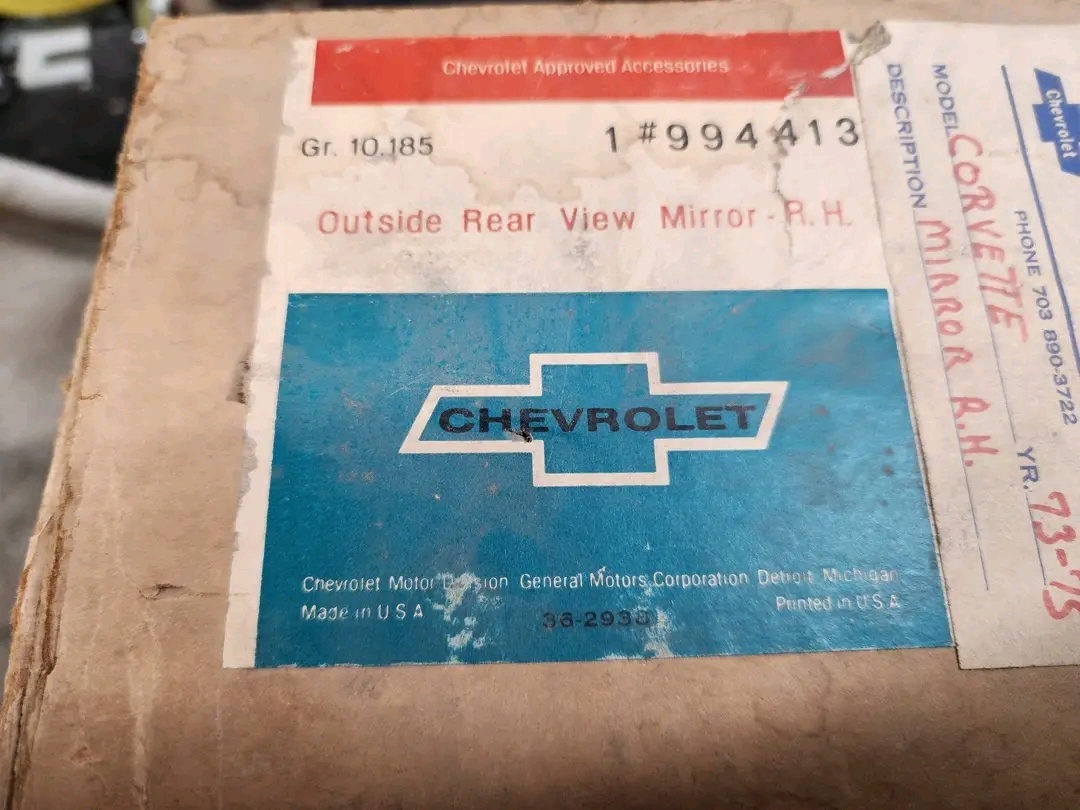 Chevrolet Approved Accessories
Gr. 10.185
1 #994413
Outside Rear View Mirror - R.H.
CHEVROLET
Chevrolet Motor Division General Motors Corporation Detroit, Michigan
Made in U S A
Printed in U S A
Chevrolet
PHONE 703 890-3722
MODEL CORVETTE
YR. 73-75
DESCRIPTION MIRROR R.H.